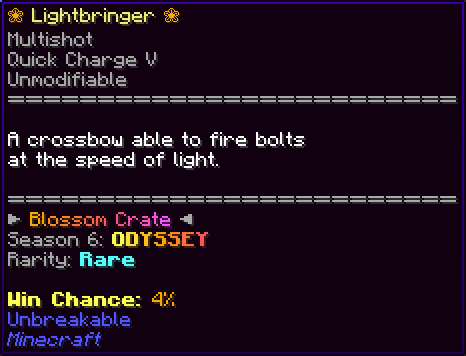 ❀ Lightbringer ❀
Multishot
Quick Charge V
Unmodifiable
==============================
A crossbow able to fire bolts
at the speed of light.
==============================
► Blossom Crate ◄
Season 6: ODYSSEY
Rarity: Rare
Win Chance: 4%
Unbreakable
Minecraft